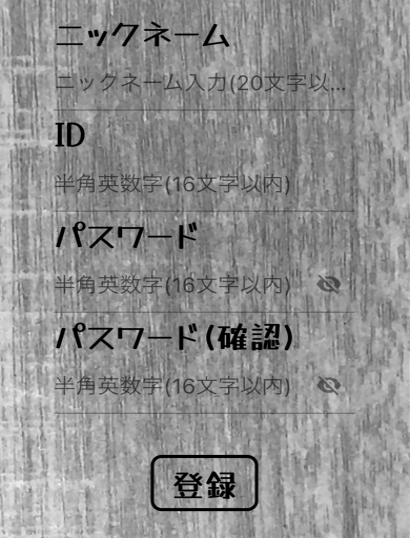 ニックネーム
ニックネーム入力(20文字以...
ID
半角英数字(16文字以内)
パスワード
半角英数字(16文字以内)
パスワード(確認)
半角英数字(16文字以内)
登録